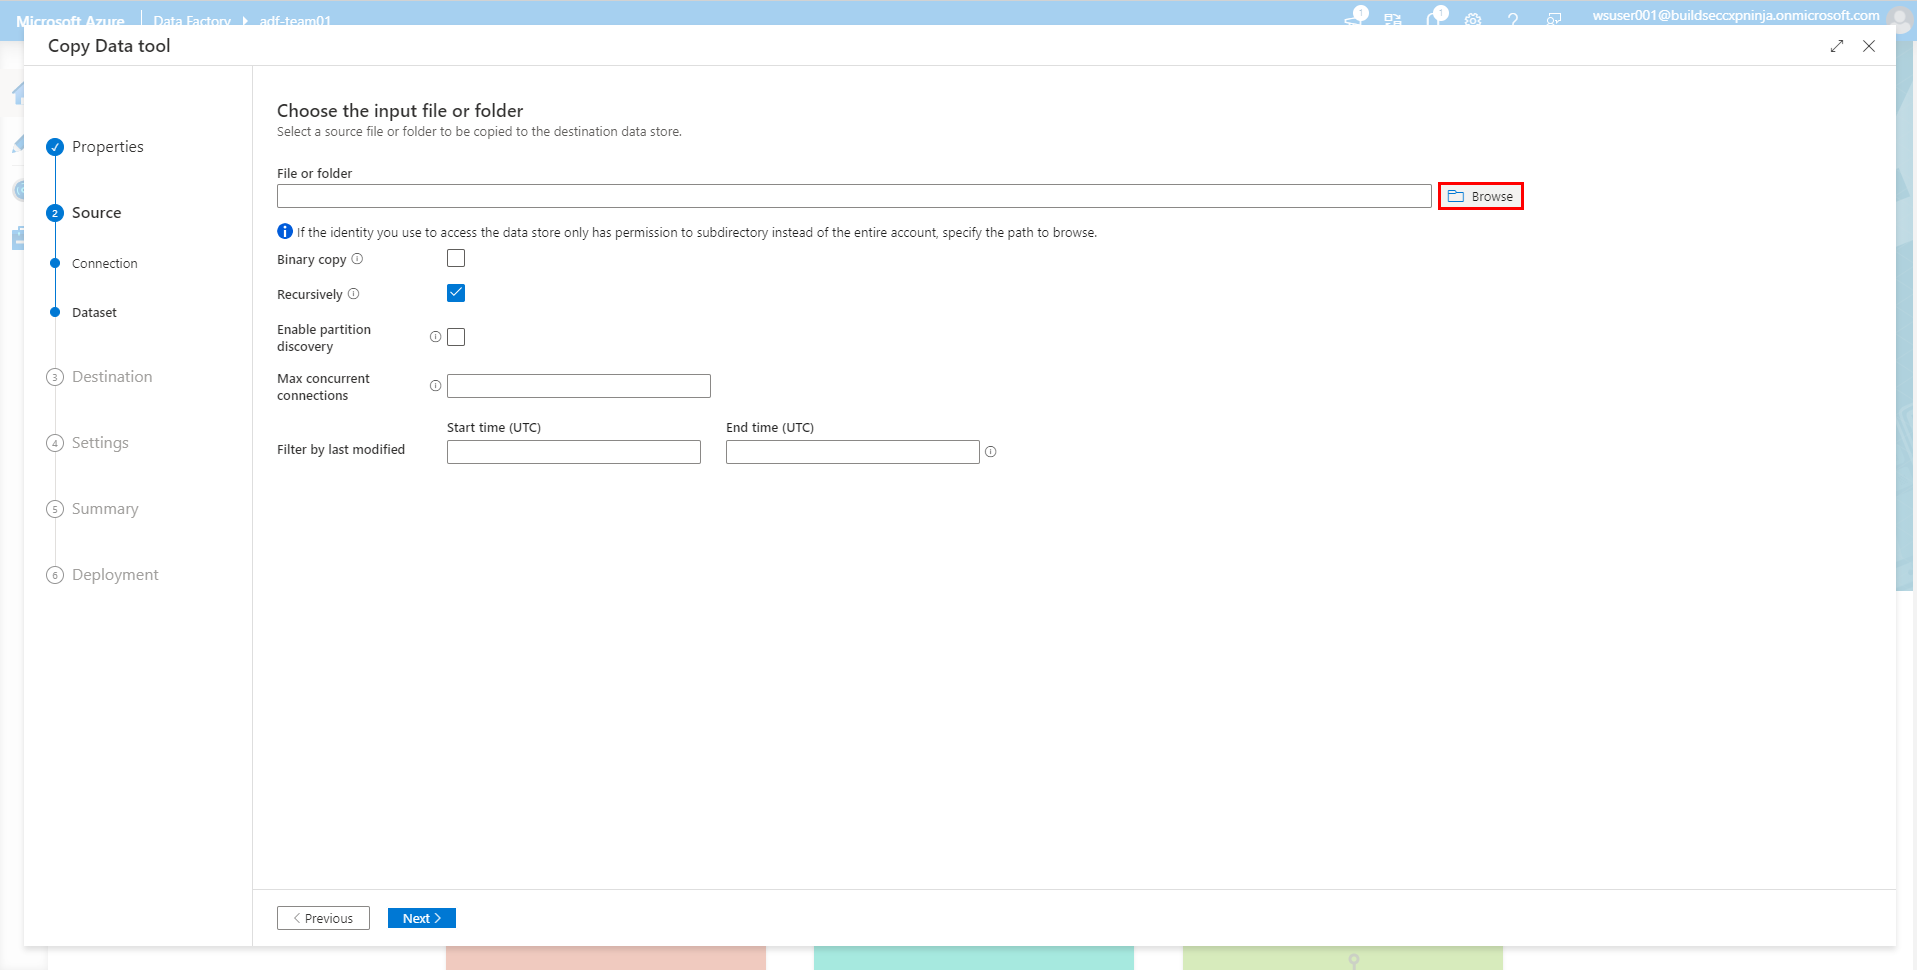 Microsoft Azure
Data Factory
adf-team01
1
1
wsuser001@buildseccxpninja.onmicrosoft.com
Copy Data tool
Properties
2 Source
Connection
Dataset
3 Destination
4 Settings
5 Summary
6 Deployment
Choose the input file or folder
Select a source file or folder to be copied to the destination data store.
File or folder
Browse
If the identity you use to access the data store only has permission to subdirectory instead of the entire account, specify the path to browse.
Binary copy
Recursively
Enable partition
discovery
Max concurrent
connections
Start time (UTC)
End time (UTC)
Filter by last modified
Previous
Next